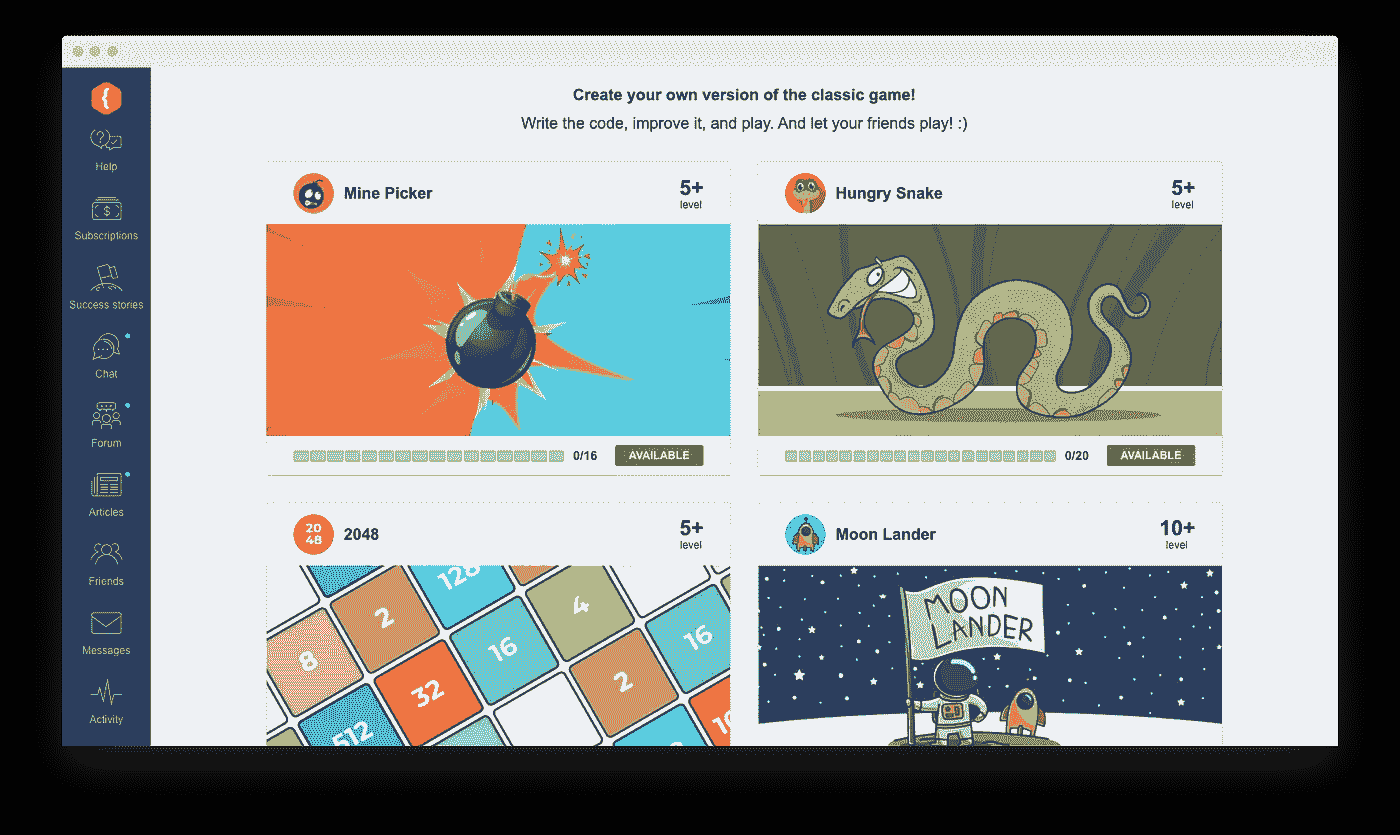 {
Help
Subscriptions
Success stories
Chat
Forum
Articles
Friends
Messages
Activity
Create your own version of the classic game!
Write the code, improve it, and play. And let your friends play! :)
Mine Picker
5+
level
0/16
AVAILABLE
Hungry Snake
5+
level
0/20
AVAILABLE
20
48
2048
5+
level
128
2
4
8
16
16
32
2
512
Moon Lander
10+
level
MOON
LANDER